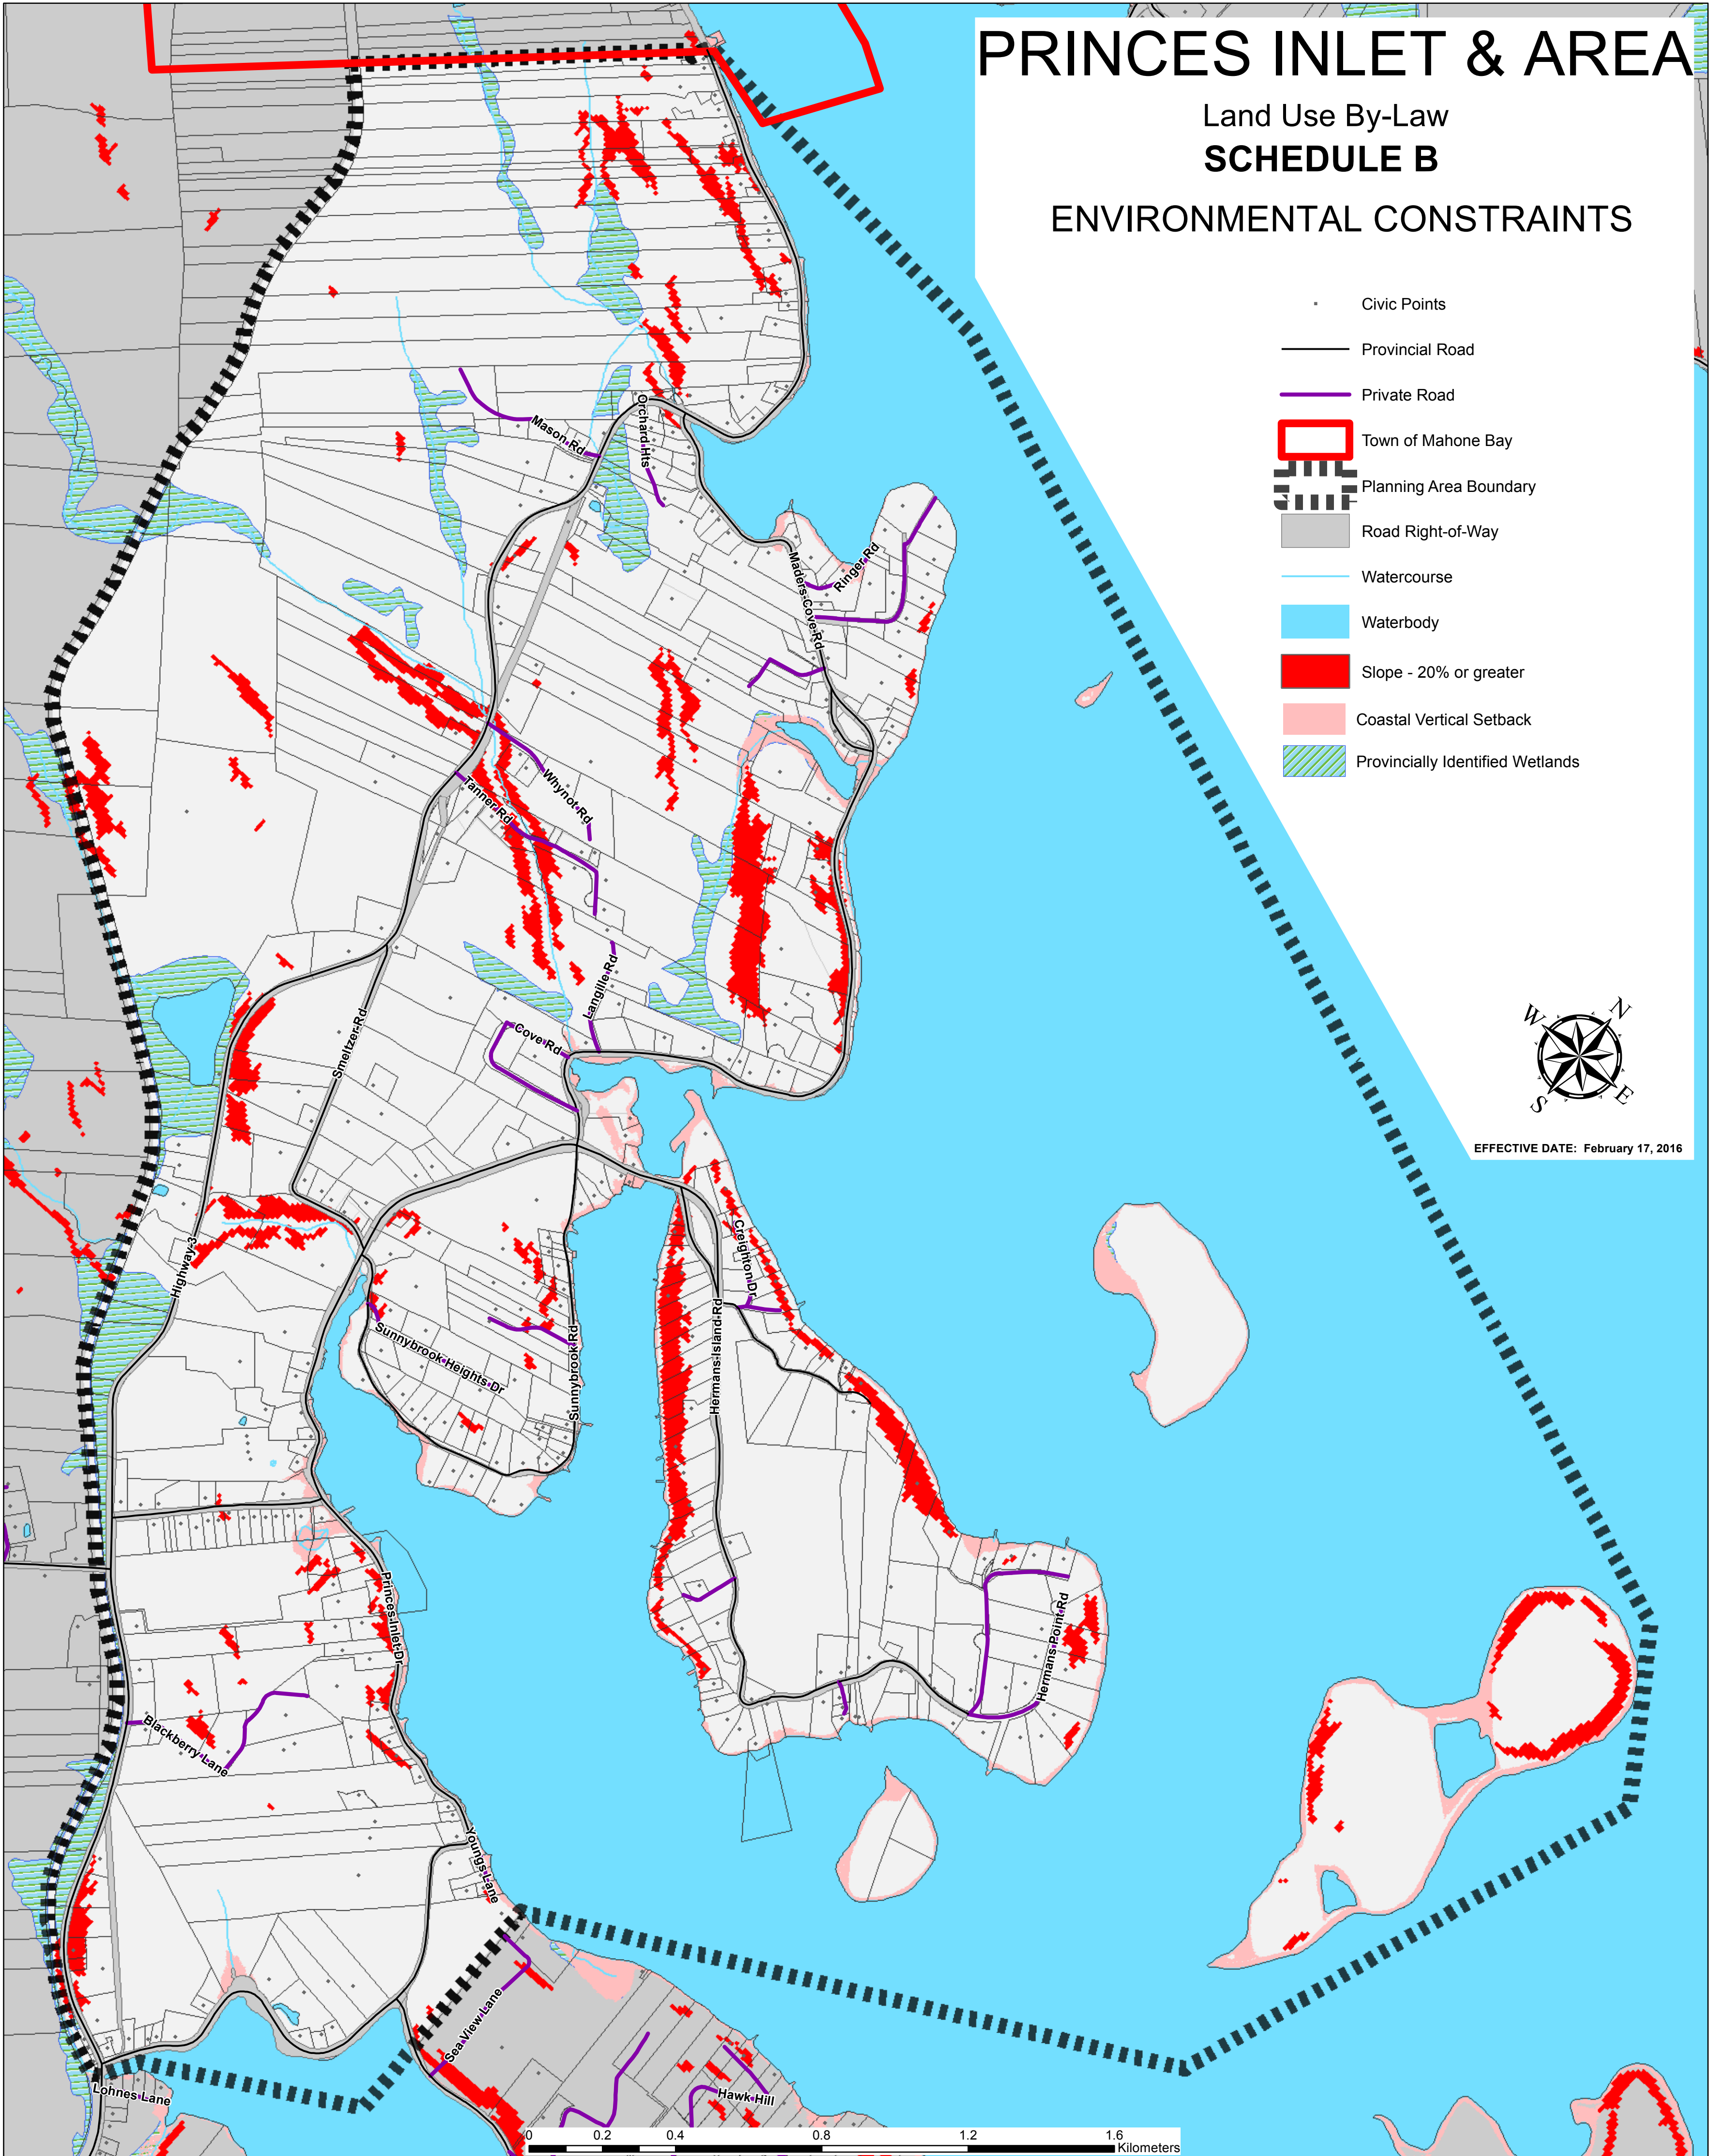 PRINCES INLET & AREA
Land Use By-Law
SCHEDULE B
ENVIRONMENTAL CONSTRAINTS
Civic Points
Provincial Road
Private Road
Town of Mahone Bay
Planning Area Boundary
Road Right-of-Way
Watercourse
Waterbody
Slope - 20% or greater
Coastal Vertical Setback
Provincially Identified Wetlands
N
W
E
S
EFFECTIVE DATE: February 17, 2016
Mason Rd
Orchard Hts
Maders Cove Rd
Ringer Rd
Whynot Rd
Tanner Rd
Langille Rd
Cove Rd
Smeltzer Rd
Highway 3
Creighton Dr
Hermans Island Rd
Sunnybrook Heights Dr
Sunnybrook Rd
Princes Inlet Dr
Hermans Point Rd
Blackberry Lane
Youngs Lane
Sea View Lane
Hawk Hill
Lohnes Lane
0 0.2 0.4 0.8 1.2 1.6
Kilometers